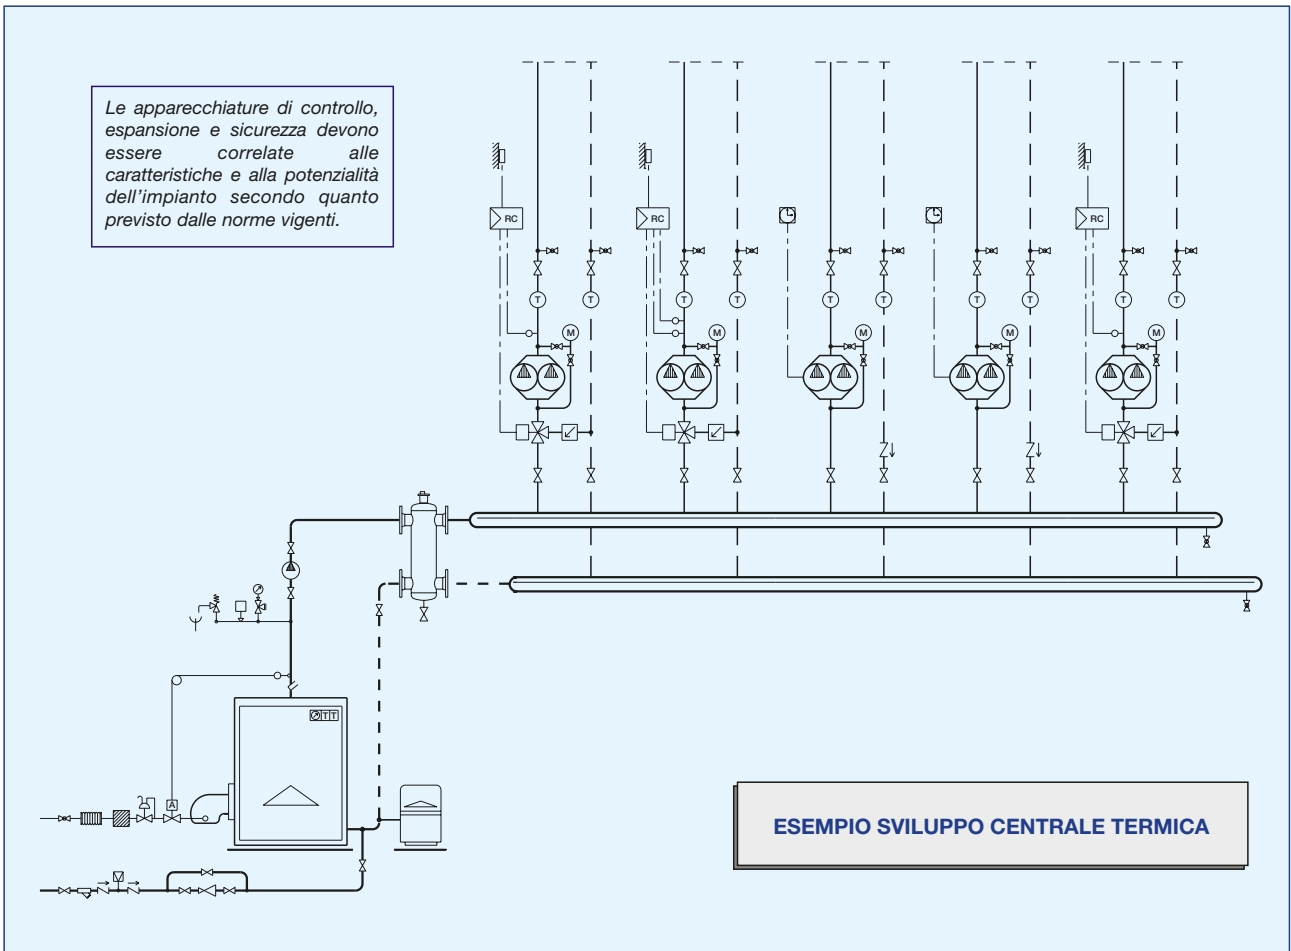 Le apparecchiature di controllo,
espansione e sicurezza devono
essere correlate alle
caratteristiche e alla potenzialità
dell'impianto secondo quanto
previsto dalle norme vigenti.
RC
RC
RC
T
T
T
T
T
T
T
T
T
T
M
M
M
M
M
T T
A
ESEMPIO SVILUPPO CENTRALE TERMICA